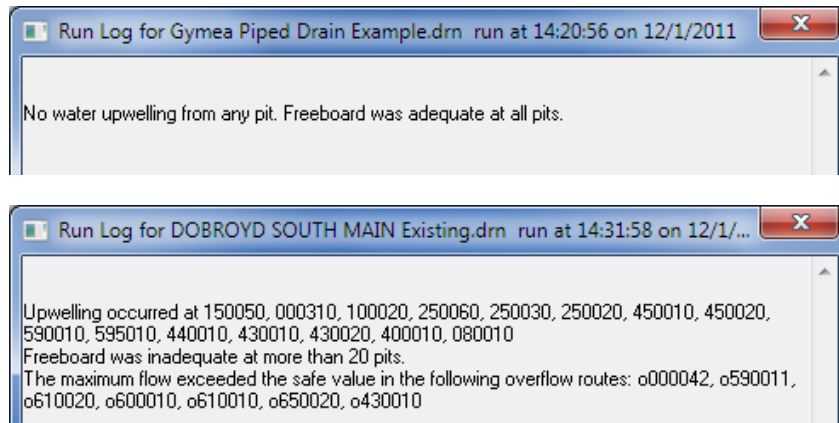 Run Log for Gymea Piped Drain Example.drn run at 14:20:56 on 12/1/2011
No water upwelling from any pit. Freeboard was adequate at all pits.
Run Log for DOBROYD SOUTH MAIN Existing.drn run at 14:31:58 on 12/1/...
Upwelling occurred at 150050, 000310, 100020, 250060, 250030, 250020, 450010, 450020,
590010, 595010, 440010, 430010, 430020, 400010, 080010
Freeboard was inadequate at more than 20 pits.
The maximum flow exceeded the safe value in the following overflow routes: o000042, o590011,
o610020, o600010, o610010, o650020, o430010